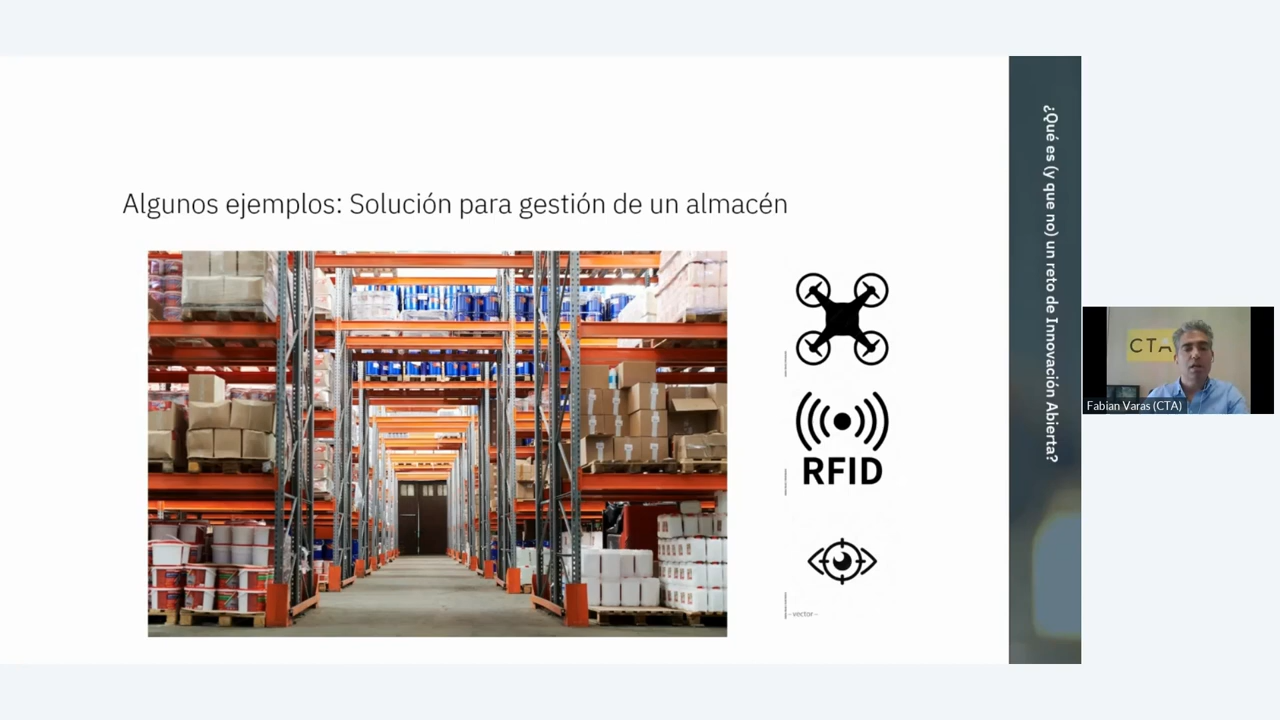 Algunos ejemplos: Solución para gestión de un almacén
RFID
-vector-
¿Qué es (y que no) un reto de Innovación Abierta?
CTA
Fabian Varas (CTA)